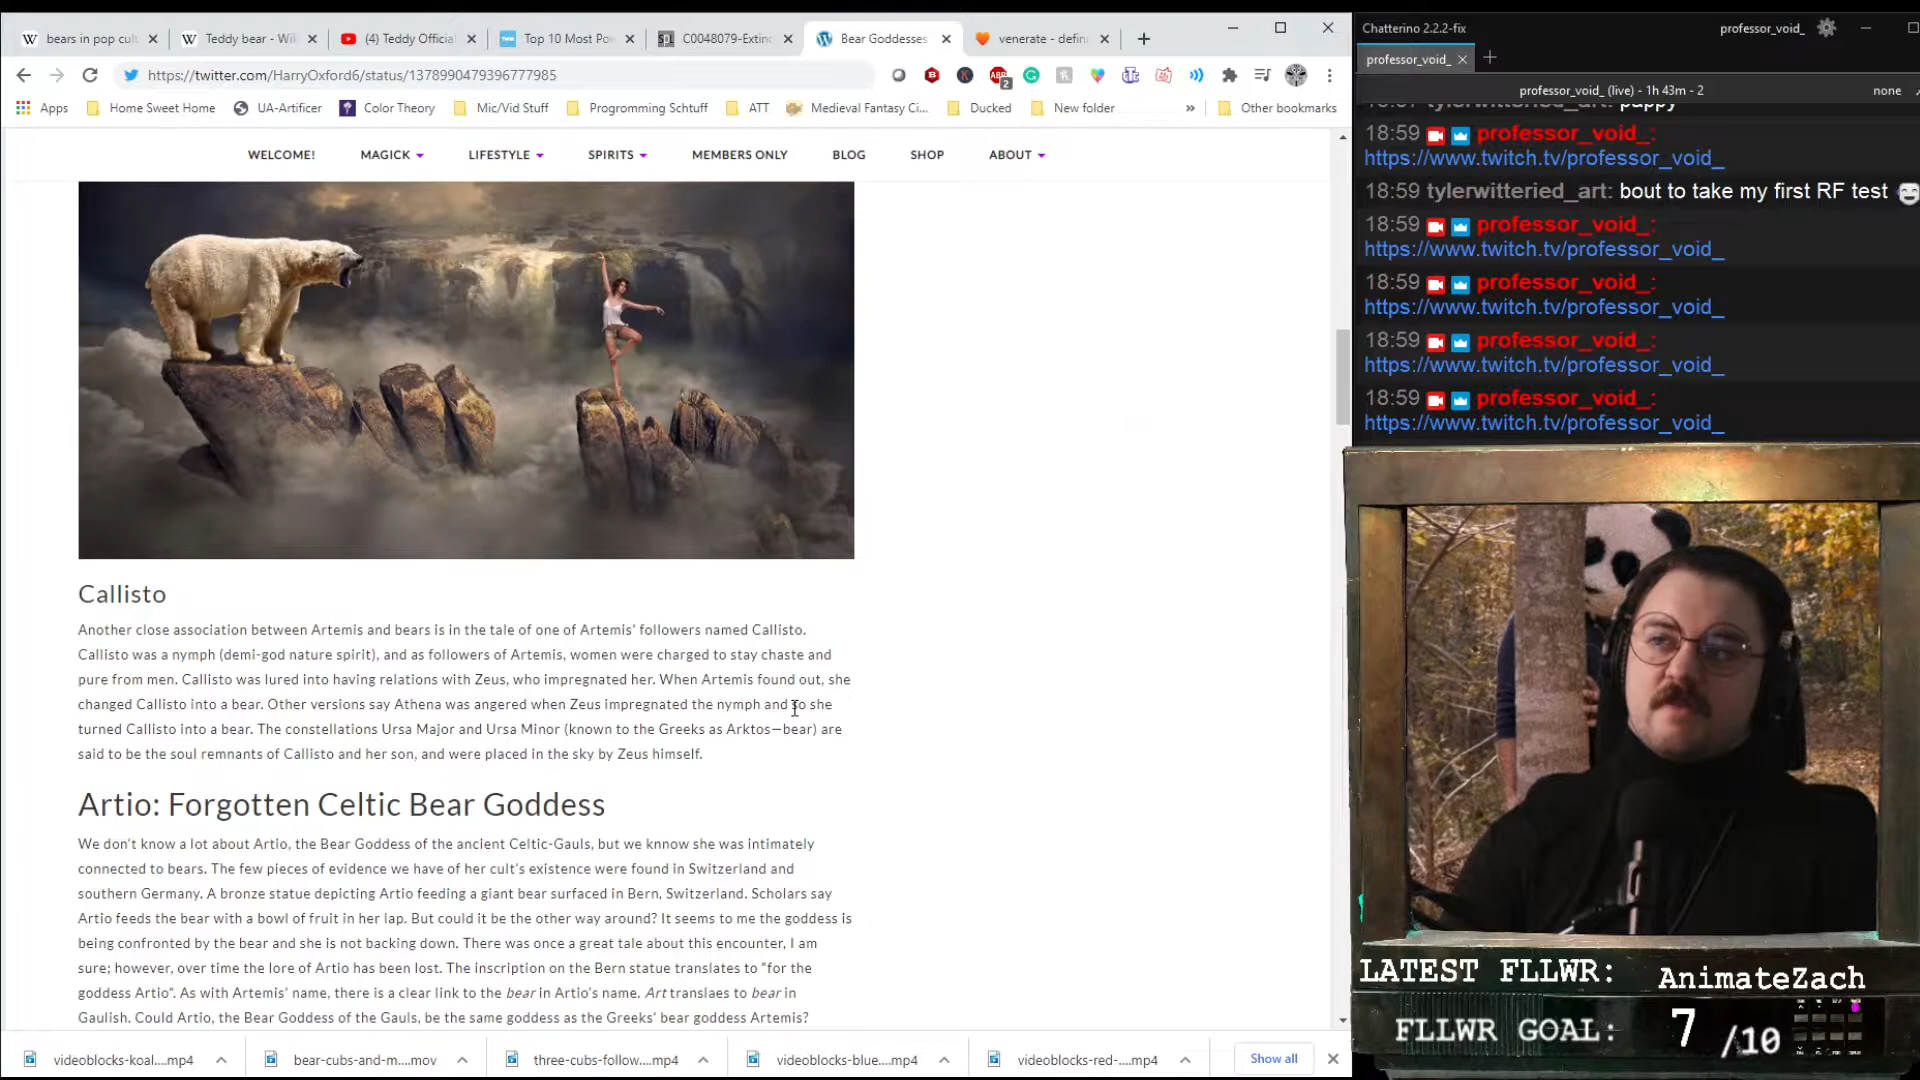 bears in pop cul
Teddy bear - Wi
(4) Teddy Official
Top 10 Most Po
C0048079-Extinc
Bear Goddesses
venerate - defin
https://twitter.com/HarryOxford6/status/1378990479396777985
ABP
2
Apps
Home Sweet Home
UA-Artificer
Color Theory
Mic/Vid Stuff
Programming Schtuff
ATT
Medieval Fantasy Ci...
Ducked
New folder
»
Other bookmarks
WELCOME!
MAGICK
LIFESTYLE
SPIRITS
MEMBERS ONLY
BLOG
SHOP
ABOUT
Callisto
Another close association between Artemis and bears is in the tale of one of Artemis' followers named Callisto.
Callisto was a nymph (demi-god nature spirit), and as followers of Artemis, women were charged to stay chaste and
pure from men. Callisto was lured into having relations with Zeus, who impregnated her. When Artemis found out, she
changed Callisto into a bear. Other versions say Athena was angered when Zeus impregnated the nymph and so she
turned Callisto into a bear. The constellations Ursa Major and Ursa Minor (known to the Greeks as Arktos—bear) are
said to be the soul remnants of Callisto and her son, and were placed in the sky by Zeus himself.
Artio: Forgotten Celtic Bear Goddess
We don't know a lot about Artio, the Bear Goddess of the ancient Celtic-Gauls, but we knnow she was intimately
connected to bears. The few pieces of evidence we have of her cult's existence were found in Switzerland and
southern Germany. A bronze statue depicting Artio feeding a giant bear surfaced in Bern, Switzerland. Scholars say
Artio feeds the bear with a bowl of fruit in her lap. But could it be the other way around? It seems to me the goddess is
being confronted by the bear and she is not backing down. There was once a great tale about this encounter, I am
sure; however, over time the lore of Artio has been lost. The inscription on the Bern statue translates to "for the
goddess Artio". As with Artemis' name, there is a clear link to the bear in Artio's name. Art translaes to bear in
Gaulish. Could Artio, the Bear Goddess of the Gauls, be the same goddess as the Greeks' bear goddess Artemis?
videoblocks-koal....mp4
bear-cubs-and-m....mov
three-cubs-follow....mp4
videoblocks-blue....mp4
videoblocks-red-....mp4
Show all
Chatterino 2.2.2-fix
professor_void_
professor_void_
professor_void_ (live) - 1h 43m - 2
none
tylerwitteried_art: puppy
18:59 professor_void_:
https://www.twitch.tv/professor_void_
18:59 tylerwitteried_art: bout to take my first RF test
18:59 professor_void_:
https://www.twitch.tv/professor_void_
18:59 professor_void_:
https://www.twitch.tv/professor_void_
18:59 professor_void_:
https://www.twitch.tv/professor_void_
18:59 professor_void_:
https://www.twitch.tv/professor_void_
LATEST FLLWR: AnimateZach
FLLWR GOAL: 7 /10